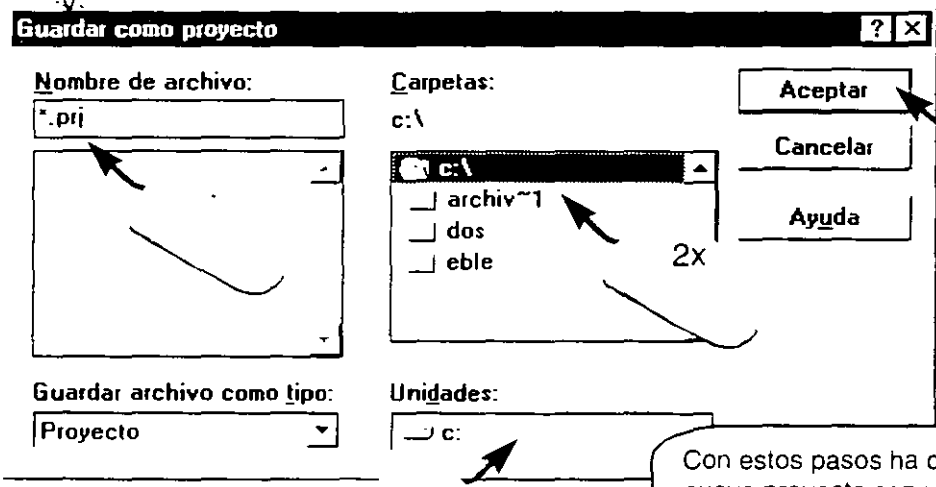 Guardar como proyecto
Nombre de archivo:
*.prj
Carpetas:
c:\
c:\
archiv~1
dos
eble
2x
Aceptar
Cancelar
Ayuda
Guardar archivo como tipo:
Proyecto
Unidades:
c:
Con estos pasos ha